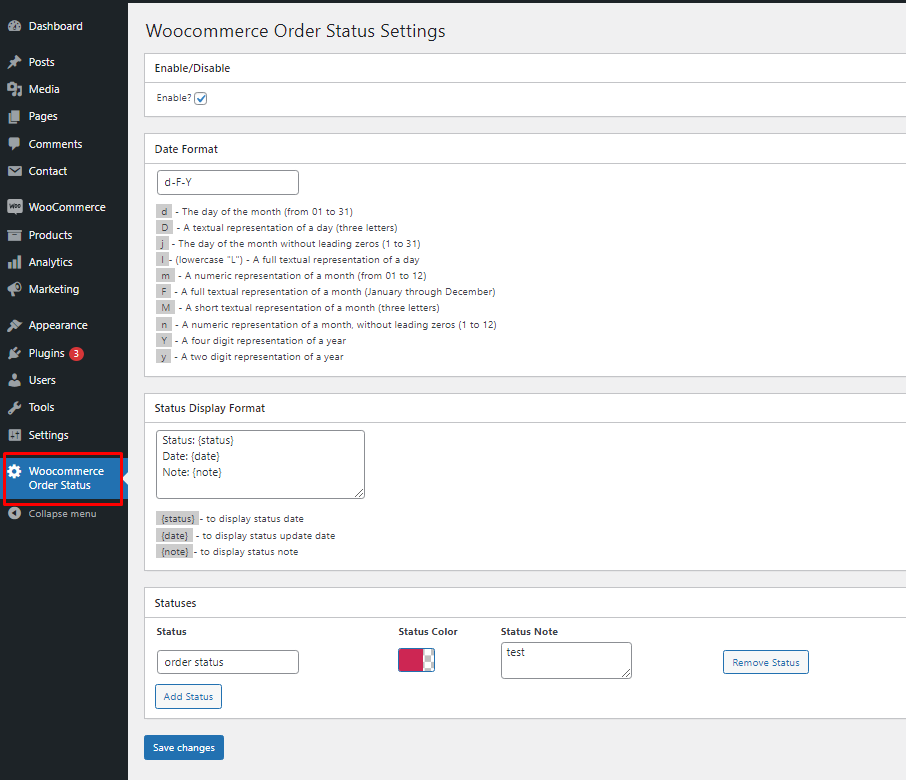 Dashboard
Posts
Media
Pages
Comments
Contact
WooCommerce
Products
Analytics
Marketing
Appearance
Plugins 3
Users
Tools
Settings
Woocommerce
Order Status
Collapse menu
Woocommerce Order Status Settings
Enable/Disable
Enable?
Date Format
d-F-Y
d - The day of the month (from 01 to 31)
D - A textual representation of a day (three letters)
j - The day of the month without leading zeros (1 to 31)
l - (lowercase "L") - A full textual representation of a day
m - A numeric representation of a month (from 01 to 12)
F - A full textual representation of a month (January through December)
M - A short textual representation of a month (three letters)
n - A numeric representation of a month, without leading zeros (1 to 12)
Y - A four digit representation of a year
y - A two digit representation of a year
Status Display Format
Status: {status}
Date: {date}
Note: {note}
{status} - to display status date
{date} - to display status update date
{note} - to display status note
Statuses
Status Status Color Status Note
order status test Remove Status
Add Status
Save changes